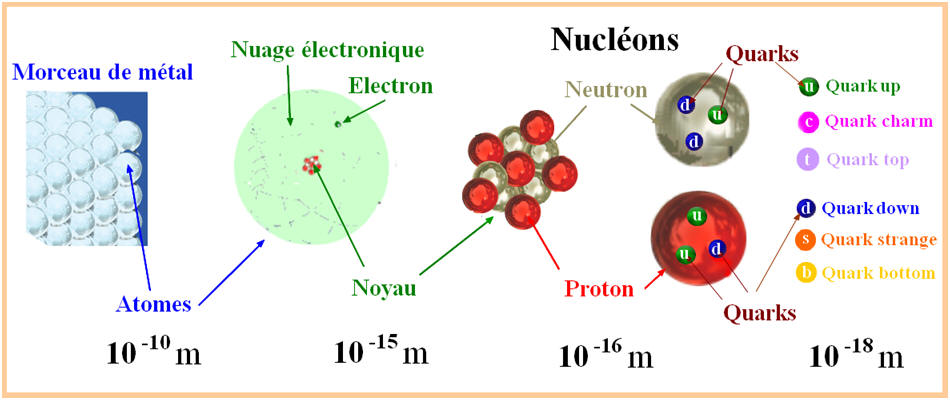 Nucléons
Nuage électronique
Quarks
Morceau de métal
Electron
Neutron
u Quark up
d
u
d
c Quark charm
t Quark top
d Quark down
u
u
d
s Quark strange
b Quark bottom
Atomes
Noyau
Proton
Quarks
10 -10 m
10 -15 m
10 -16 m
10 -18 m